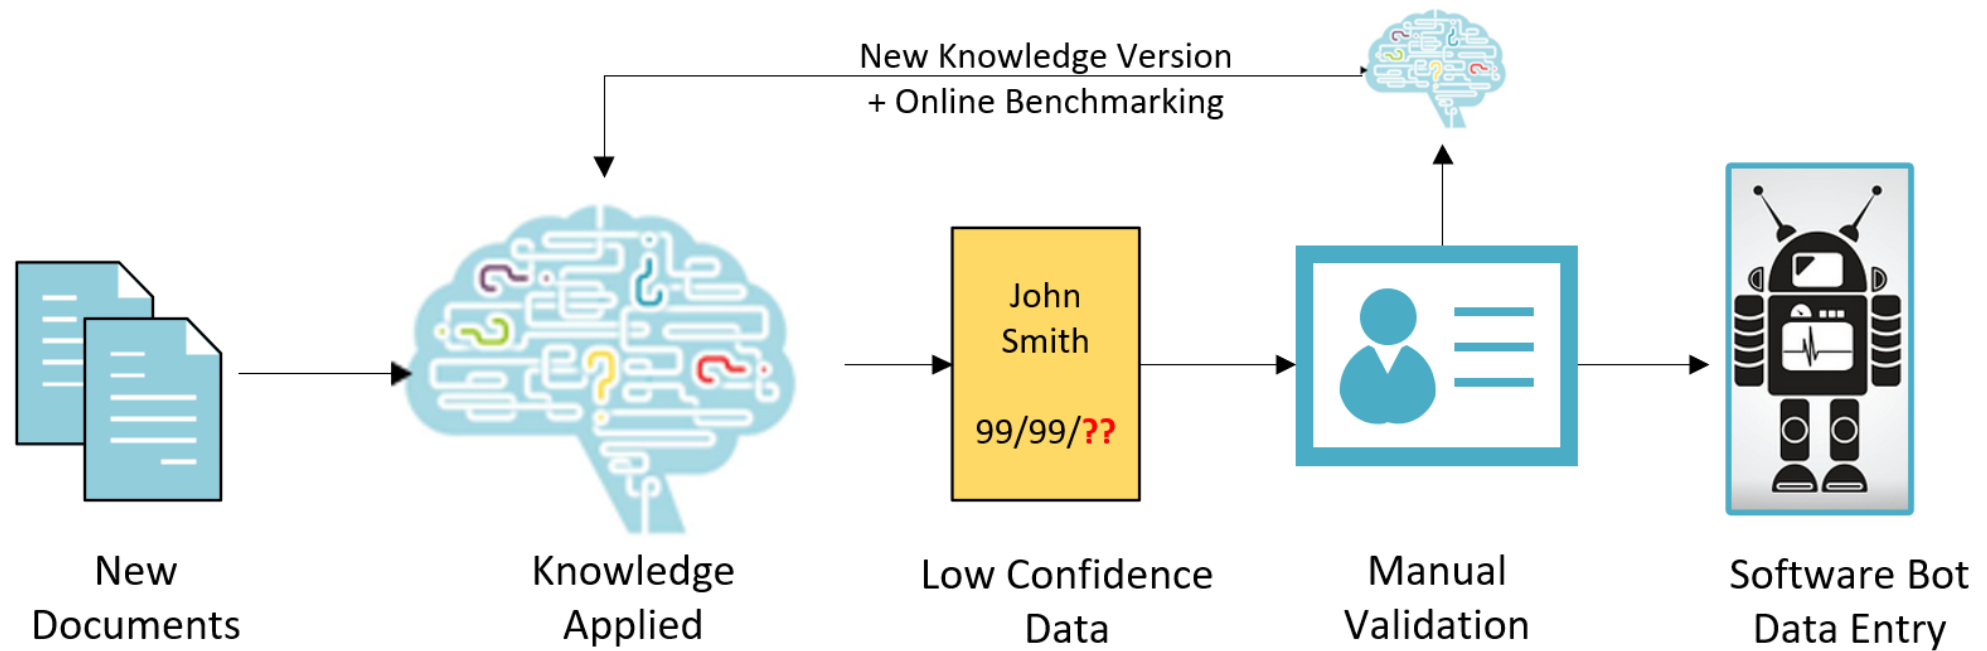 New Knowledge Version
+ Online Benchmarking
John
Smith
99/99/??
New
Documents
Knowledge
Applied
Low Confidence
Data
Manual
Validation
Software Bot
Data Entry